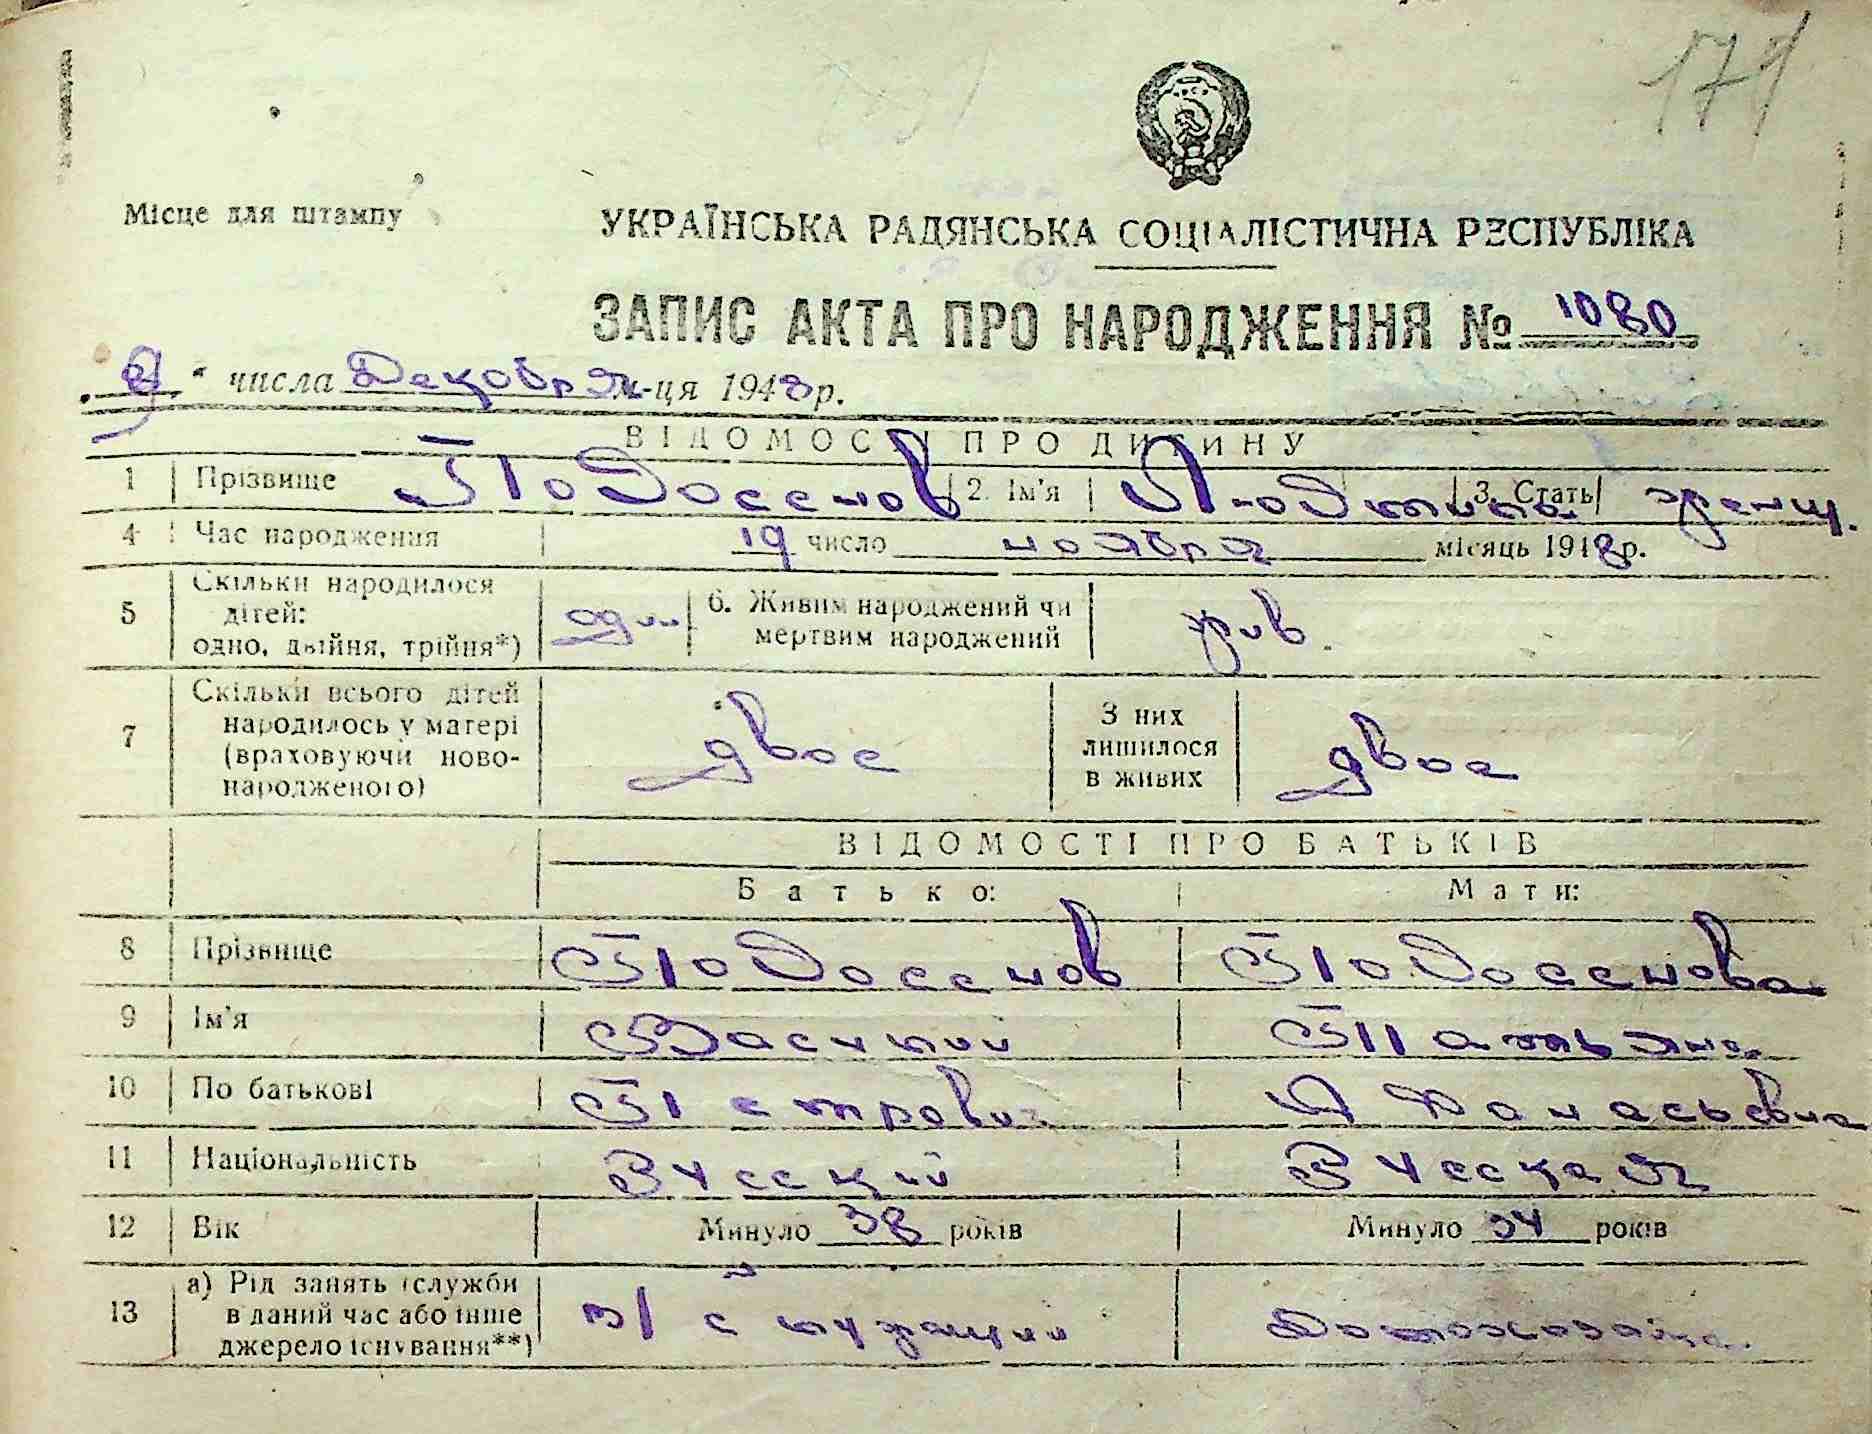 171
Місце для штампу
УКРАЇНСЬКА РАДЯНСЬКА СОЦІАЛІСТИЧНА РЕСПУБЛІКА
ЗАПИС АКТА ПРО НАРОДЖЕННЯ № 1080
числа Декабря м-ця 1948 р.
ВІДОМОСТІ ПРО ДИТИНУ
1 Прізвище Подосенов 2. Ім'я Людмила 3. Стать женщ.
4 Час народження 19 число ноября місяць 1948 р.
5 Скільки народилося дітей: одно, двійня, трійня*) один 6. Живим народжений чи мертвим народжений жив.
7 Скільки всього дітей народилось у матері (враховуючи новонародженого) двое З них лишилося в живих двое
ВІДОМОСТІ ПРО БАТЬКІВ
Батько: Мати:
8 Прізвище Подосенов Подосенова
9 Ім'я Василий Татьяна
10 По батькові Петрович Афанасьевна
11 Національність Русский Русская
12 Вік Минуло 38 років Минуло 34 років
13 а) Рід занять (служби в даний час або інше джерело існування**) служащий Домохозяйка